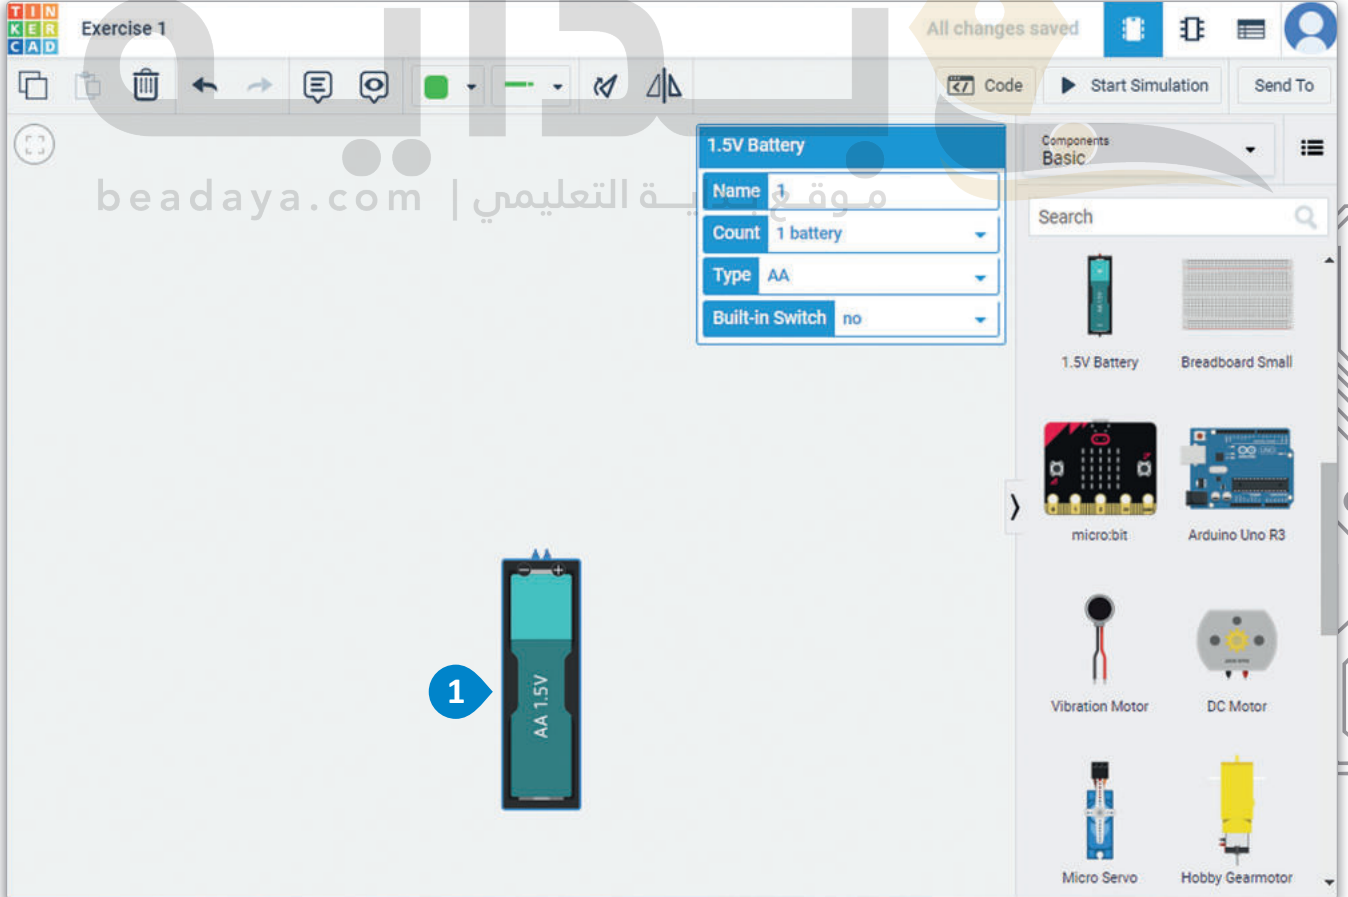 TIN
KER
CAD
Exercise 1
All changes saved
Code
Start Simulation
Send To
بداية
موقع بداية التعليمي | beadaya.com
1.5V Battery
Name 1
Count 1 battery
Type AA
Built-in Switch no
Components
Basic
Search
1.5V Battery
Breadboard Small
micro:bit
Arduino Uno R3
Vibration Motor
DC Motor
Micro Servo
Hobby Gearmotor
1
AA 1.5V